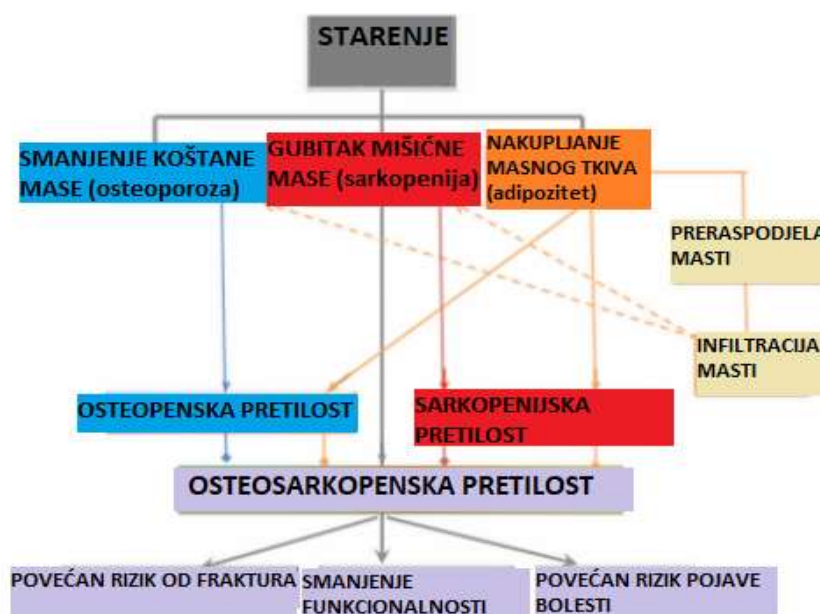 STARENJE
SMANJENJE KOŠTANE
MASE (osteoporoza)
GUBITAK MIŠIĆNE
MASE (sarkopenija)
NAKUPLJANJE
MASNOG TKIVA
(adipozitet)
PRERASPODJELA
MASTI
INFILTRACIJA
MASTI
OSTEOPENSKA PRETILOST
SARKOPENIJSKA
PRETILOST
OSTEOSARKOPENSKA PRETILOST
POVEĆAN RIZIK OD FRAKTURA
SMANJENJE
FUNKCIONALNOSTI
POVEĆAN RIZIK POJAVE
BOLESTI